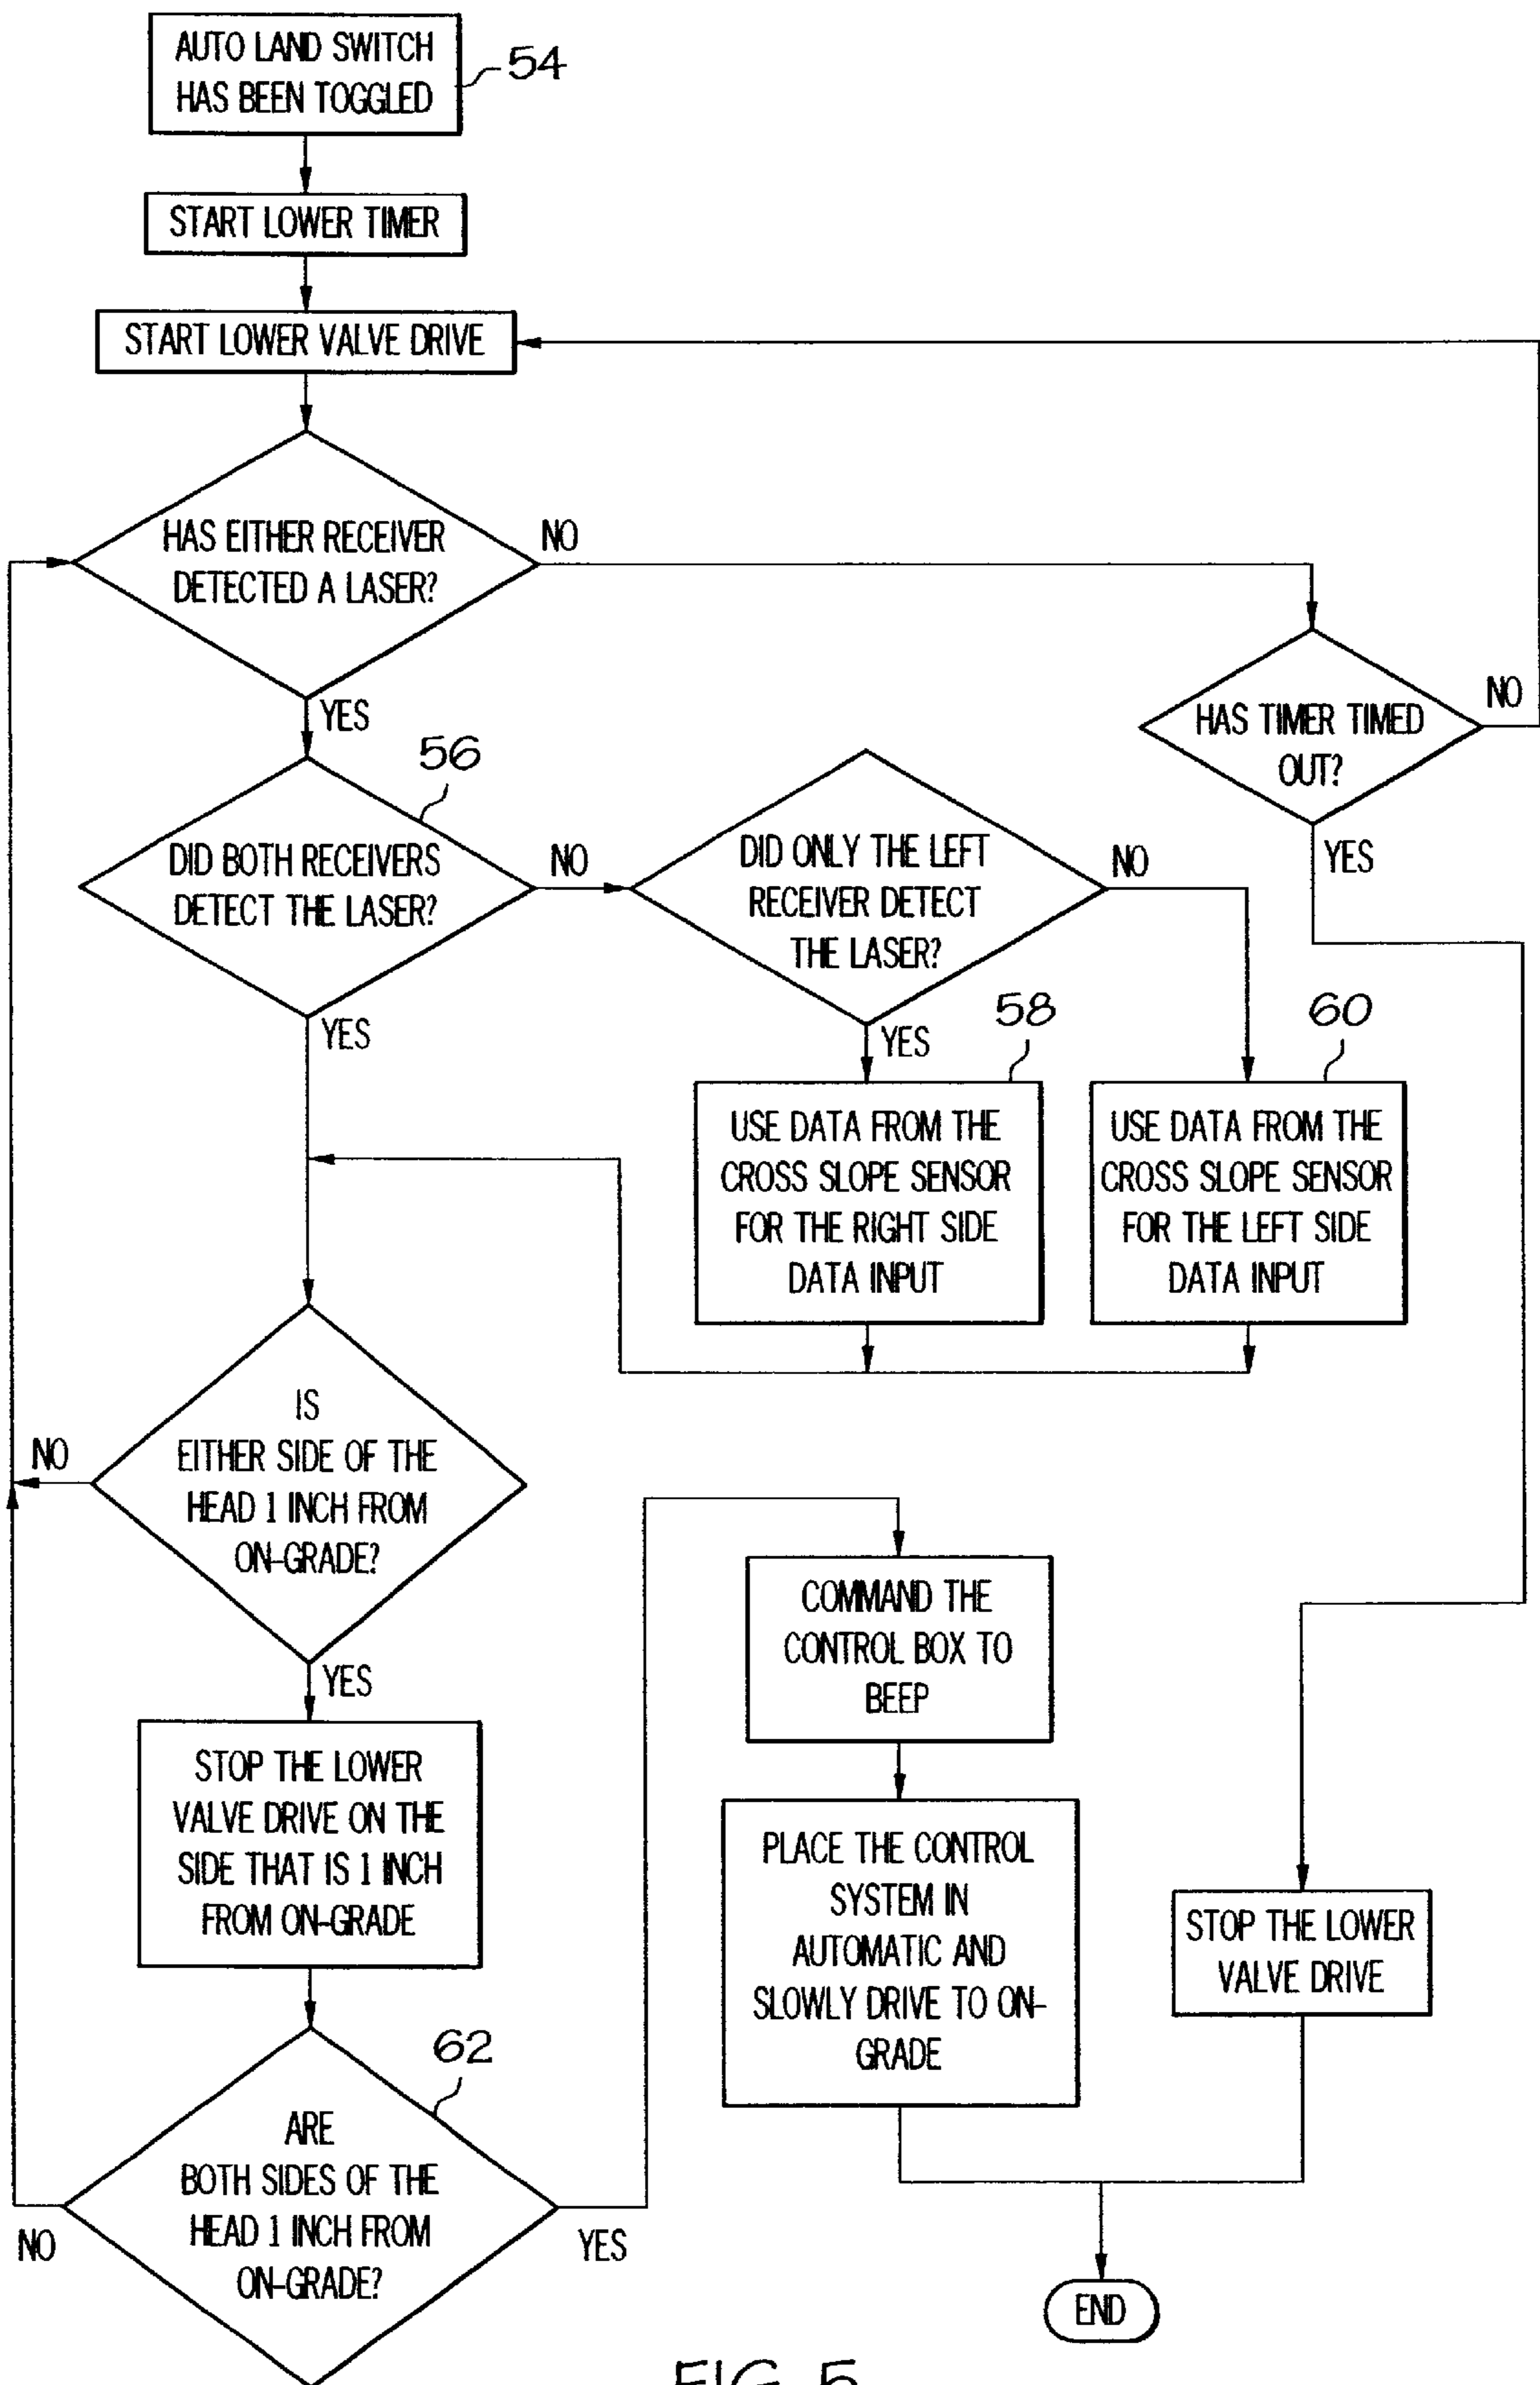 AUTO LAND SWITCH
HAS BEEN TOGGLED
54
START LOWER TIMER
START LOWER VALVE DRIVE
HAS EITHER RECEIVER
DETECTED A LASER?
NO
YES
HAS TIMER TIMED
OUT?
NO
YES
56
DID BOTH RECEIVERS
DETECT THE LASER?
NO
YES
DID ONLY THE LEFT
RECEIVER DETECT
THE LASER?
NO
YES
58
USE DATA FROM THE
CROSS SLOPE SENSOR
FOR THE RIGHT SIDE
DATA INPUT
60
USE DATA FROM THE
CROSS SLOPE SENSOR
FOR THE LEFT SIDE
DATA INPUT
IS
EITHER SIDE OF THE
HEAD 1 INCH FROM
ON-GRADE?
NO
YES
STOP THE LOWER
VALVE DRIVE ON THE
SIDE THAT IS 1 INCH
FROM ON-GRADE
62
ARE
BOTH SIDES OF THE
HEAD 1 INCH FROM
ON-GRADE?
NO
YES
COMMAND THE
CONTROL BOX TO
BEEP
PLACE THE CONTROL
SYSTEM IN
AUTOMATIC AND
SLOWLY DRIVE TO ON-
GRADE
STOP THE LOWER
VALVE DRIVE
END
FIG. 5